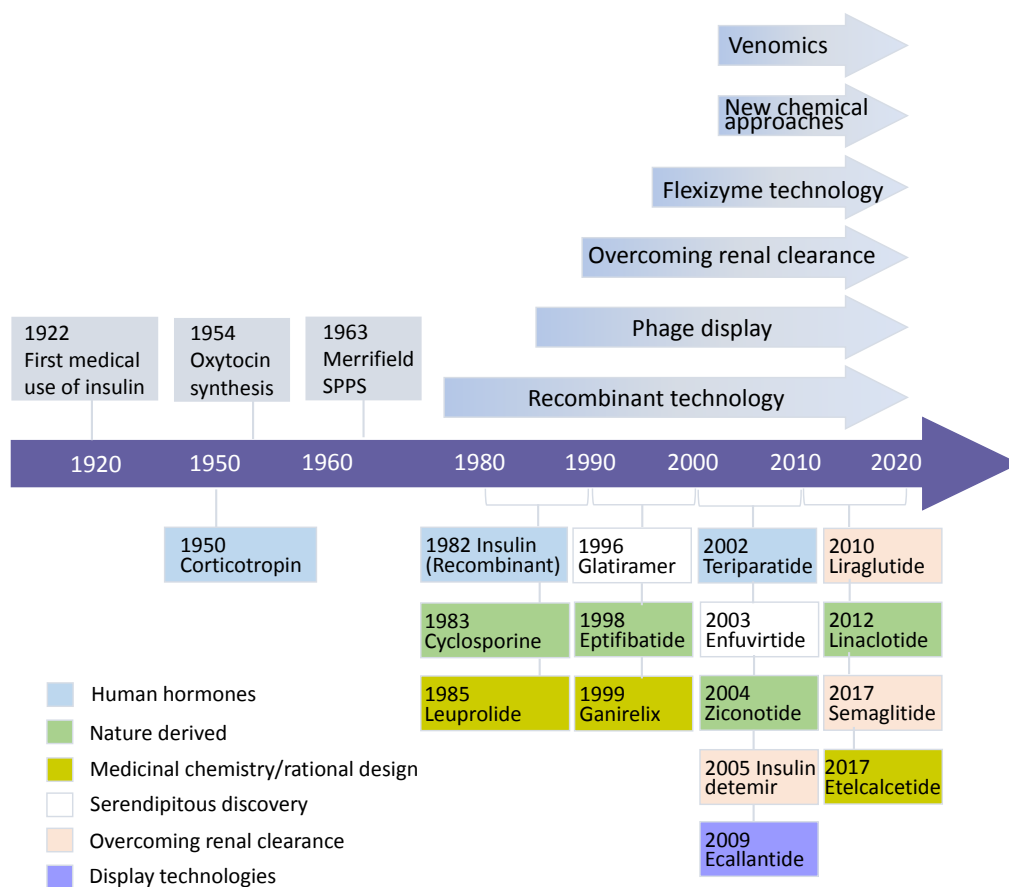 Venomics
New chemical
approaches
Flexizyme technology
Overcoming renal clearance
Phage display
Recombinant technology
1922
First medical
use of insulin
1954
Oxytocin
synthesis
1963
Merrifield
SPPS
1920 1950 1960 1980 1990 2000 2010 2020
1950
Corticotropin
1982 Insulin
(Recombinant)
1983
Cyclosporine
1985
Leuprolide
1996
Glatiramer
1998
Eptifibatide
1999
Ganirelix
2002
Teriparatide
2003
Enfuvirtide
2004
Ziconotide
2005 Insulin
detemir
2009
Ecallantide
2010
Liraglutide
2012
Linaclotide
2017
Semaglitide
2017
Etelcalcetide
Human hormones
Nature derived
Medicinal chemistry/rational design
Serendipitous discovery
Overcoming renal clearance
Display technologies